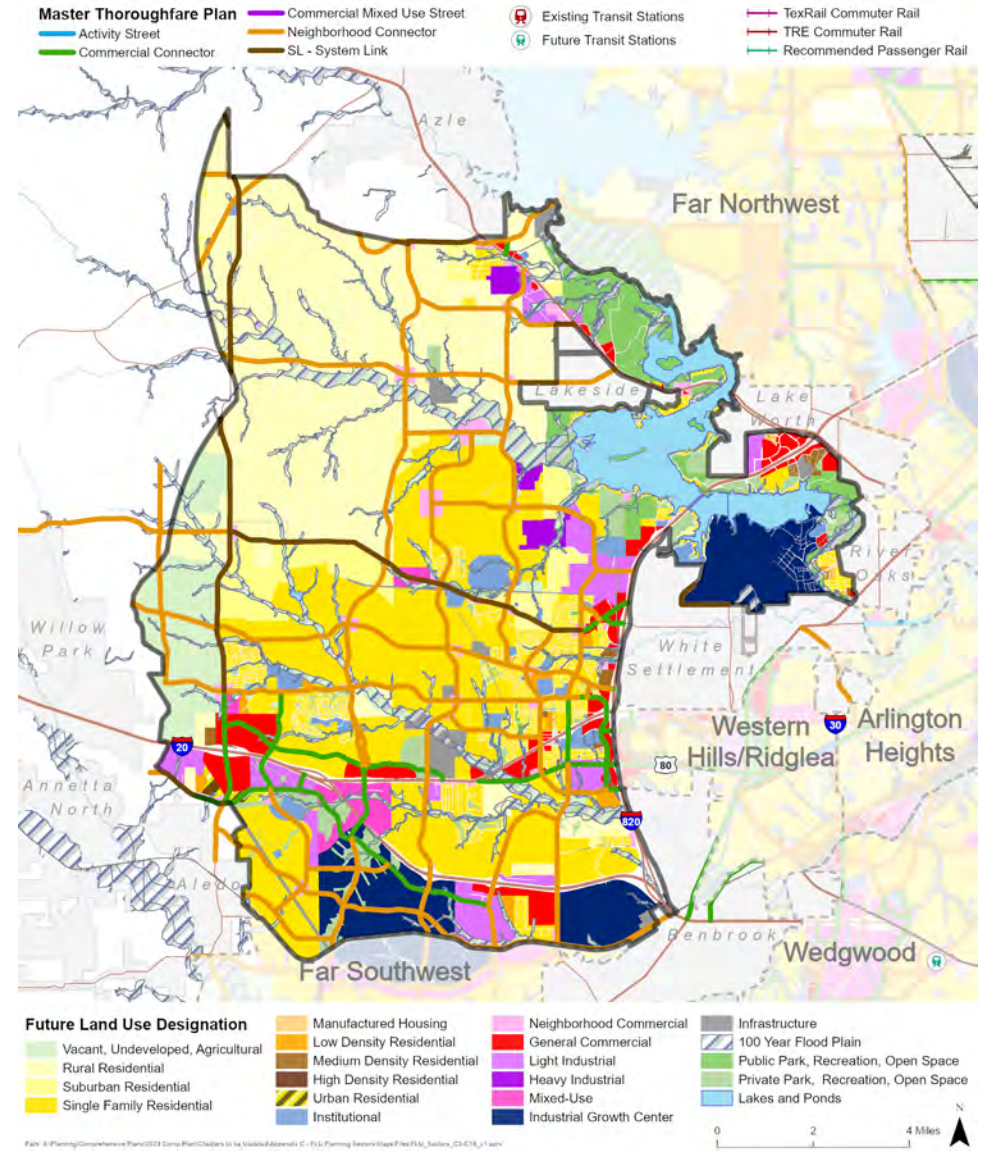 Master Thoroughfare Plan
Activity Street
Commercial Connector
Commercial Mixed Use Street
Neighborhood Connector
SL - System Link
Existing Transit Stations
Future Transit Stations
TexRail Commuter Rail
TRE Commuter Rail
Recommended Passenger Rail
Azle
Far Northwest
Lakeside
Lake
Worth
River
Oaks
Willow
Park
White
Settlement
Western
Hills/Ridglea
30
Arlington
Heights
20
80
Annetta
North
820
Aledo
Benbrook
Wedgwood
Far Southwest
Future Land Use Designation
Vacant, Undeveloped, Agricultural
Rural Residential
Suburban Residential
Single Family Residential
Manufactured Housing
Low Density Residential
Medium Density Residential
High Density Residential
Urban Residential
Institutional
Neighborhood Commercial
General Commercial
Light Industrial
Heavy Industrial
Mixed-Use
Industrial Growth Center
Infrastructure
100 Year Flood Plain
Public Park, Recreation, Open Space
Private Park, Recreation, Open Space
Lakes and Ponds
N
0 2 4 Miles